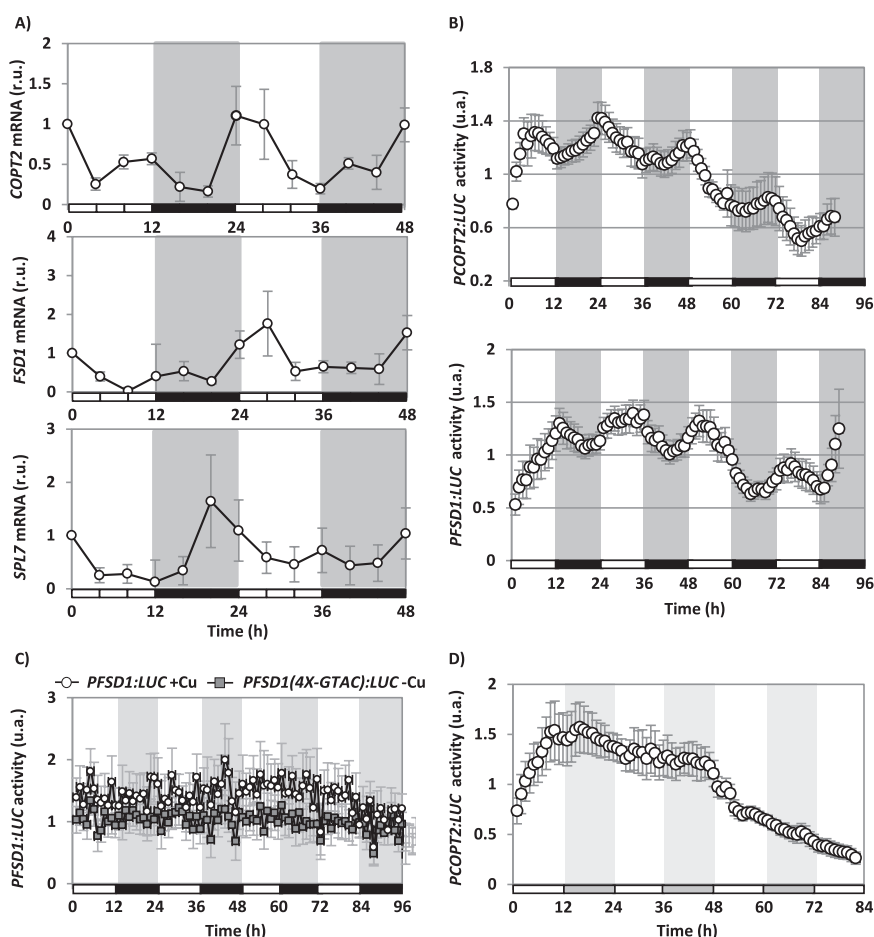 A)
COPT2 mRNA (r.u.)
2
1.5
1
0.5
0
0 12 24 36 48
FSD1 mRNA (r.u.)
4
3
2
1
0
0 12 24 36 48
SPL7 mRNA (r.u.)
3
2
1
0
0 12 24 36 48
Time (h)
B)
PCOPT2:LUC activity (u.a.)
1.8
1.4
1
0.6
0.2
0 12 24 36 48 60 72 84 96
PFSD1:LUC activity (u.a.)
2
1.5
1
0.5
0
0 12 24 36 48 60 72 84 96
Time (h)
C)
PFSD1:LUC +Cu PFSD1(4X-GTAC):LUC -Cu
PFSD1:LUC activity (u.a.)
3
2
1
0
0 12 24 36 48 60 72 84 96
Time (h)
D)
PCOPT2:LUC activity (u.a.)
2
1.5
1
0.5
0
0 12 24 36 48 60 72 84
Time (h)